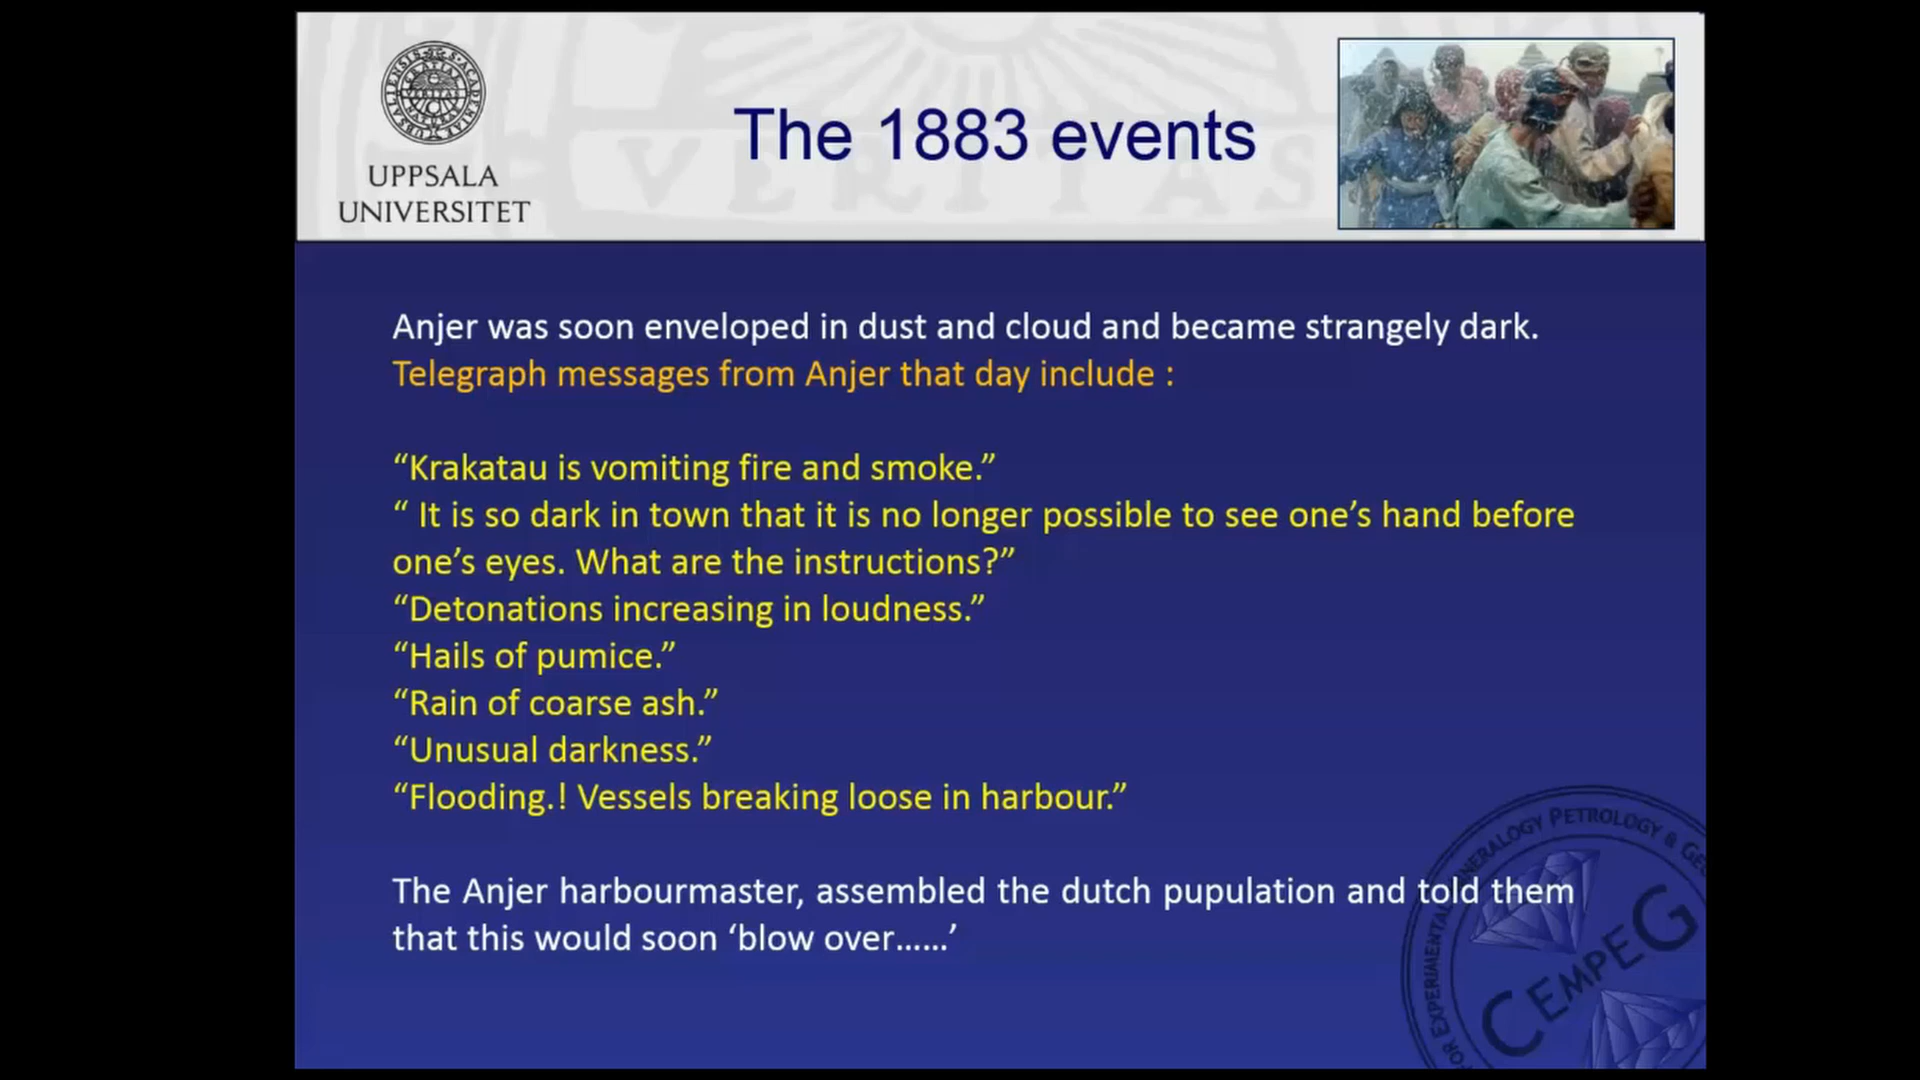 UPPSALA
UNIVERSITET
The 1883 events
VERITAS
Anjer was soon enveloped in dust and cloud and became strangely dark.
Telegraph messages from Anjer that day include :
“Krakatau is vomiting fire and smoke.”
“ It is so dark in town that it is no longer possible to see one’s hand before
one’s eyes. What are the instructions?”
“Detonations increasing in loudness.”
“Hails of pumice.”
“Rain of coarse ash.”
“Unusual darkness.”
“Flooding.! Vessels breaking loose in harbour.”
The Anjer harbourmaster, assembled the dutch pupulation and told them
that this would soon ‘blow over……’
FOR EXPERIMENTAL
PETROLOGY &
CEMPEG